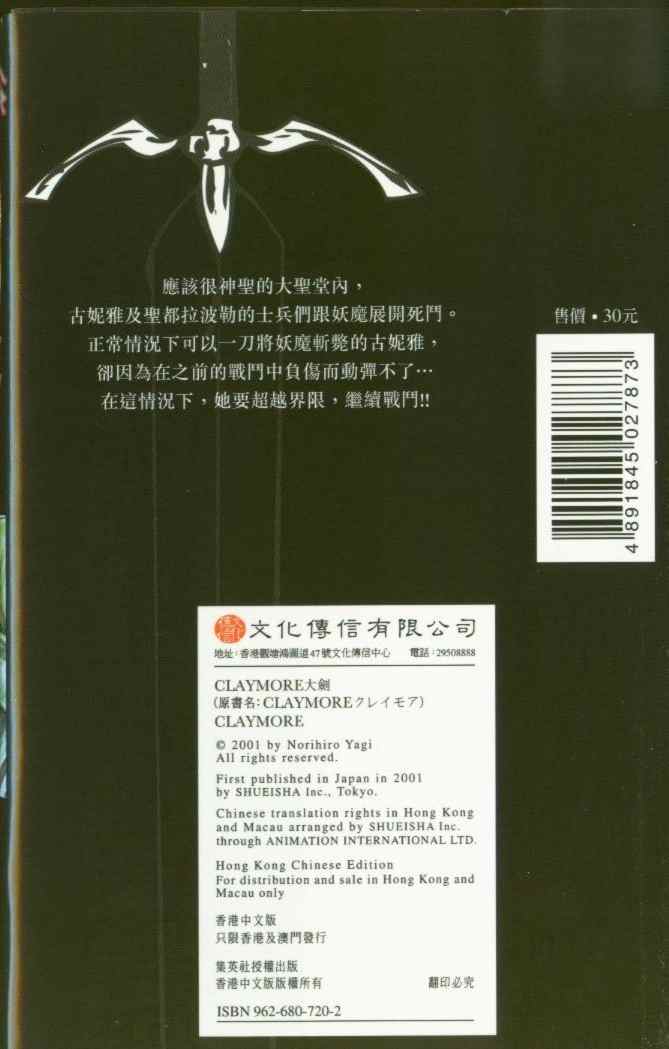 應該很神聖的大聖堂內，
古妮雅及聖都拉波勒的士兵們跟妖魔展開死鬥。
正常情況下可以一刀將妖魔斬斃的古妮雅，
卻因為在之前的戰鬥中負傷而動彈不了⋯
在這情況下，她要超越界限，繼續戰鬥!!
售價・30元
4 891845 027873
文化傳信有限公司
地址：香港觀塘鴻圖道47號文化傳信中心 電話：29508888
CLAYMORE大劍
（原書名：CLAYMOREクレイモア）
CLAYMORE
© 2001 by Norihiro Yagi
All rights reserved.
First published in Japan in 2001
by SHUEISHA Inc., Tokyo.
Chinese translation rights in Hong Kong
and Macau arranged by SHUEISHA Inc.
through ANIMATION INTERNATIONAL LTD.
Hong Kong Chinese Edition
For distribution and sale in Hong Kong and
Macau only
香港中文版
只限香港及澳門發行
集英社授權出版
香港中文版版權所有 翻印必究
ISBN 962-680-720-2